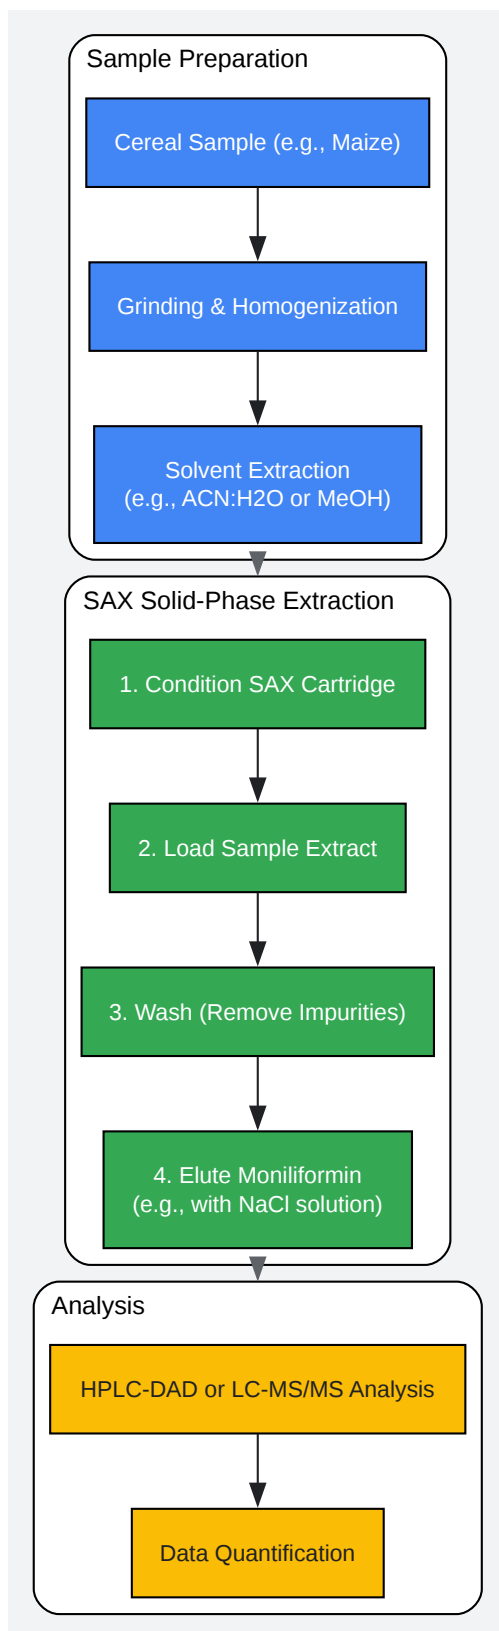 Sample Preparation
Cereal Sample (e.g., Maize)
Grinding & Homogenization
Solvent Extraction
(e.g., ACN:H2O or MeOH)
SAX Solid-Phase Extraction
1. Condition SAX Cartridge
2. Load Sample Extract
3. Wash (Remove Impurities)
4. Elute Moniliformin
(e.g., with NaCl solution)
Analysis
HPLC-DAD or LC-MS/MS Analysis
Data Quantification